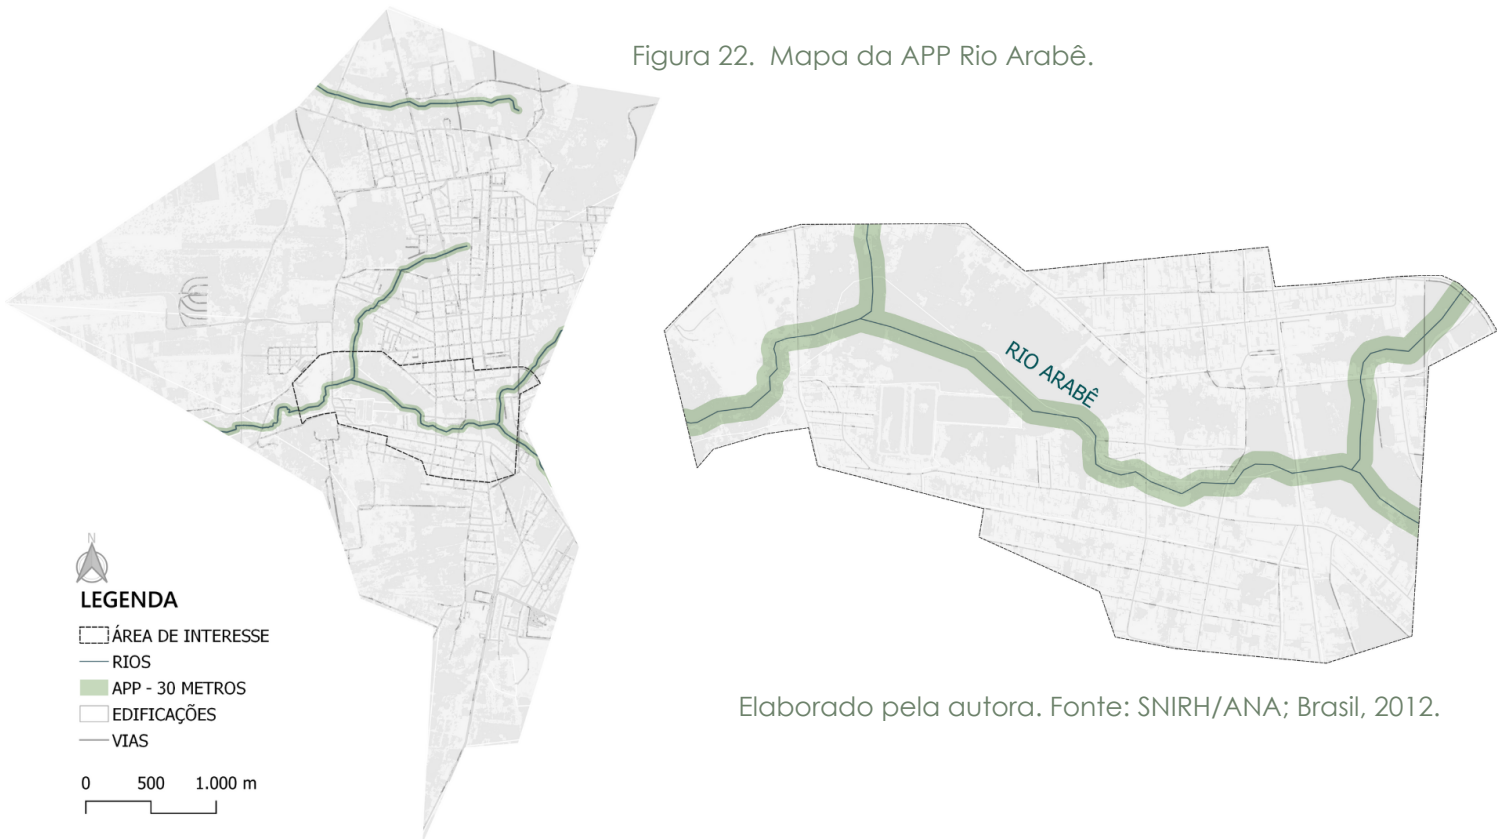 Figura 22. Mapa da APP Rio Arabê.
RIO ARABÊ
N
LEGENDA
ÁREA DE INTERESSE
RIOS
APP - 30 METROS
EDIFICAÇÕES
VIAS
0 500 1.000 m
Elaborado pela autora. Fonte: SNIRH/ANA; Brasil, 2012.